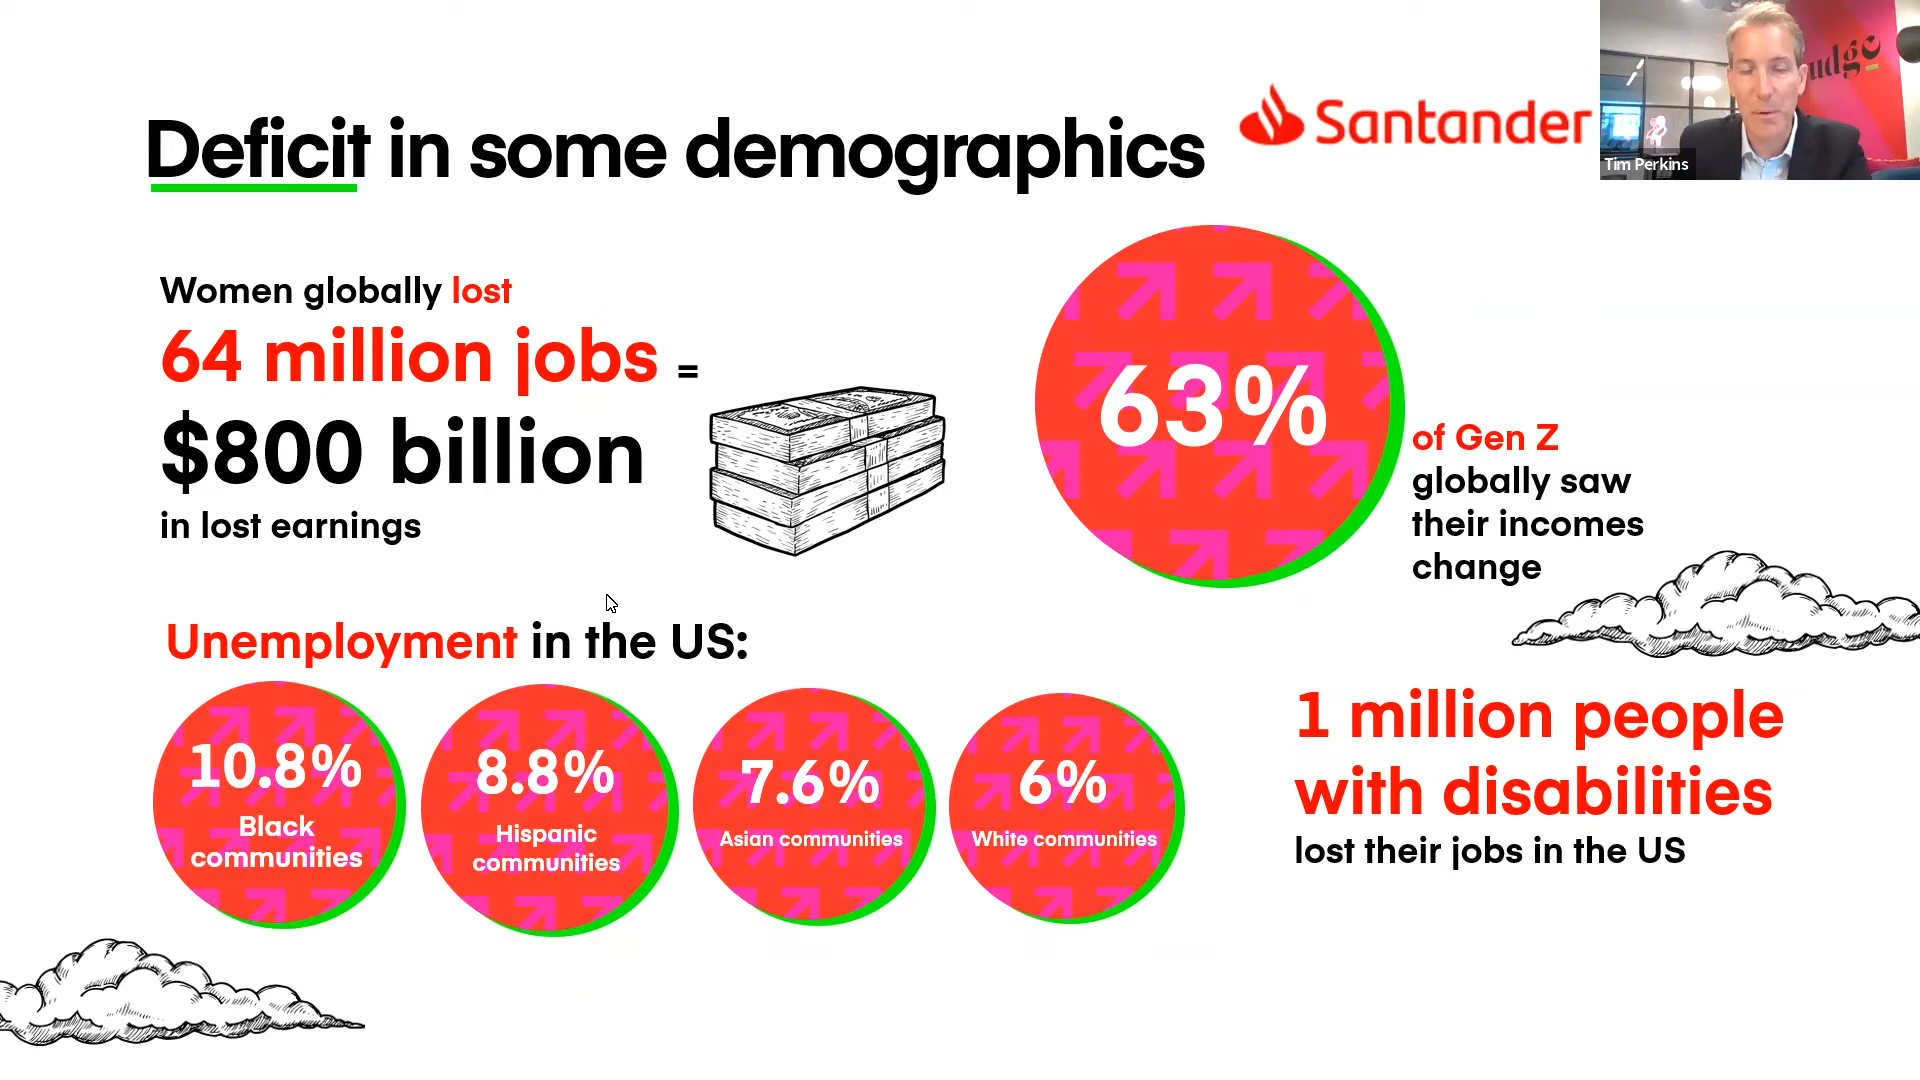 Deficit in some demographics
Santander
udge
Tim Perkins
Women globally lost
64 million jobs =
$800 billion
in lost earnings
63%
of Gen Z
globally saw
their incomes
change
Unemployment in the US:
10.8%
Black
communities
8.8%
Hispanic
communities
7.6%
Asian communities
6%
White communities
1 million people
with disabilities
lost their jobs in the US